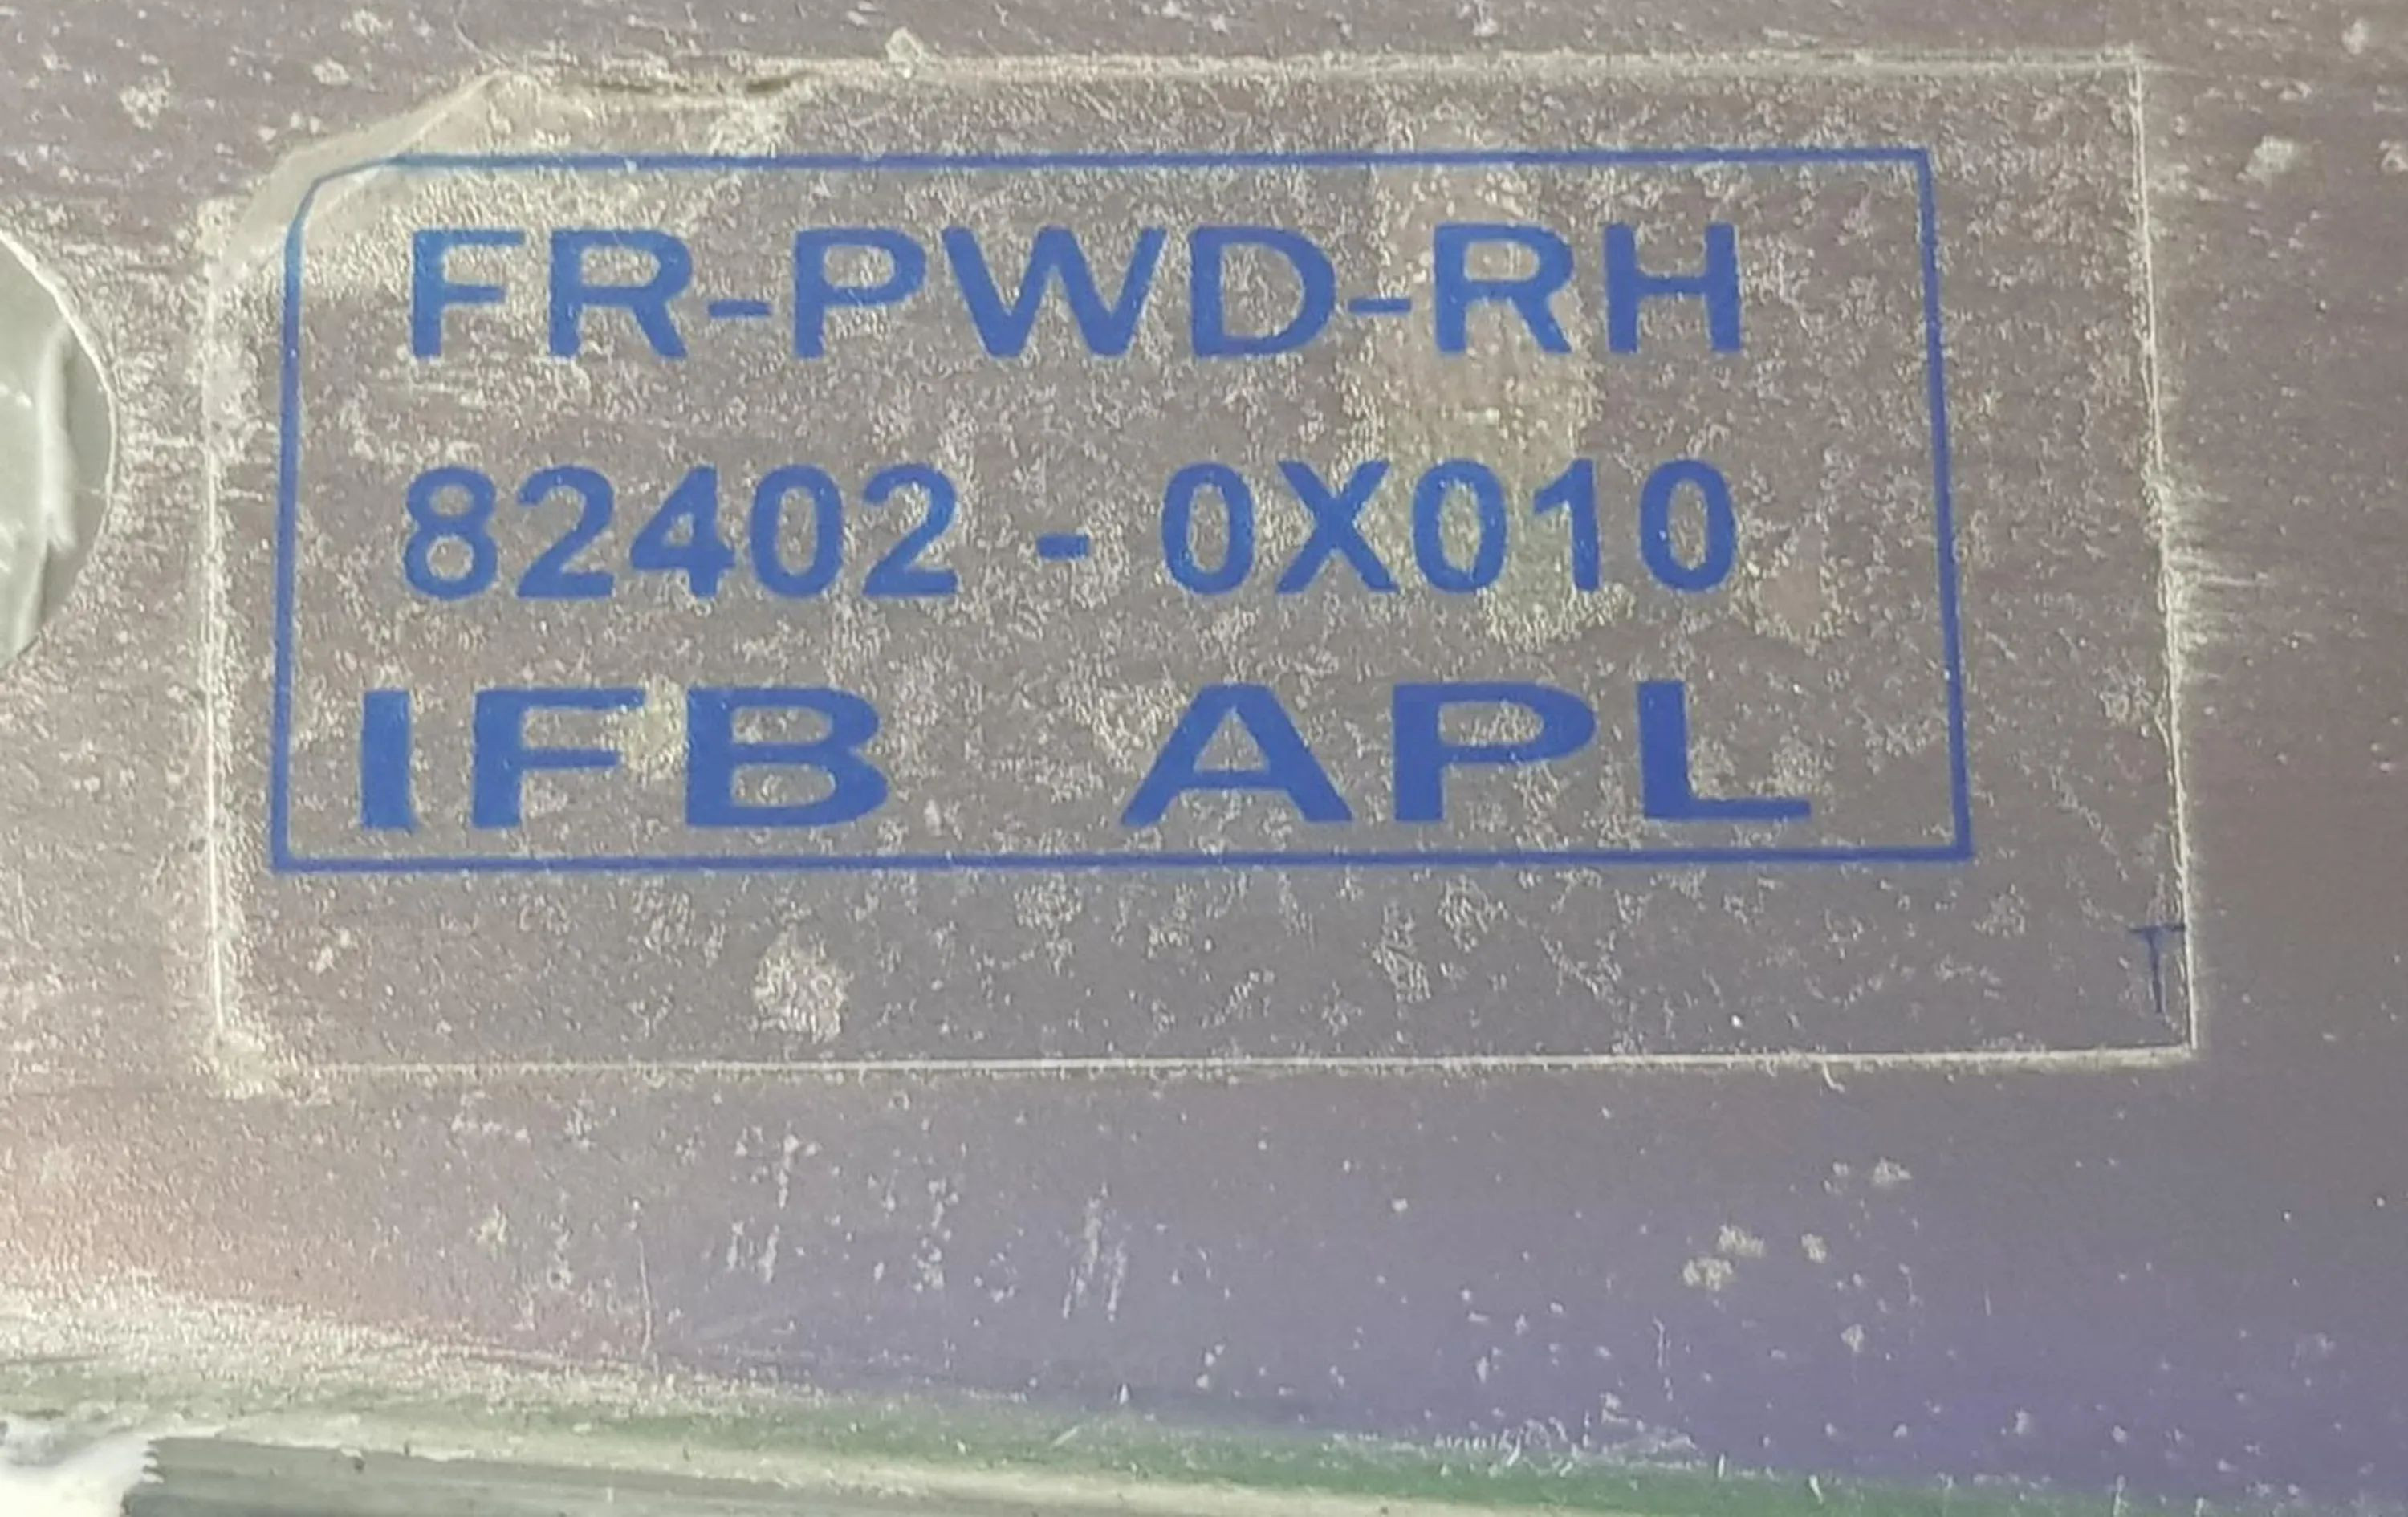 FR-PWD-RH
82402 - 0X010
IFB APL
T